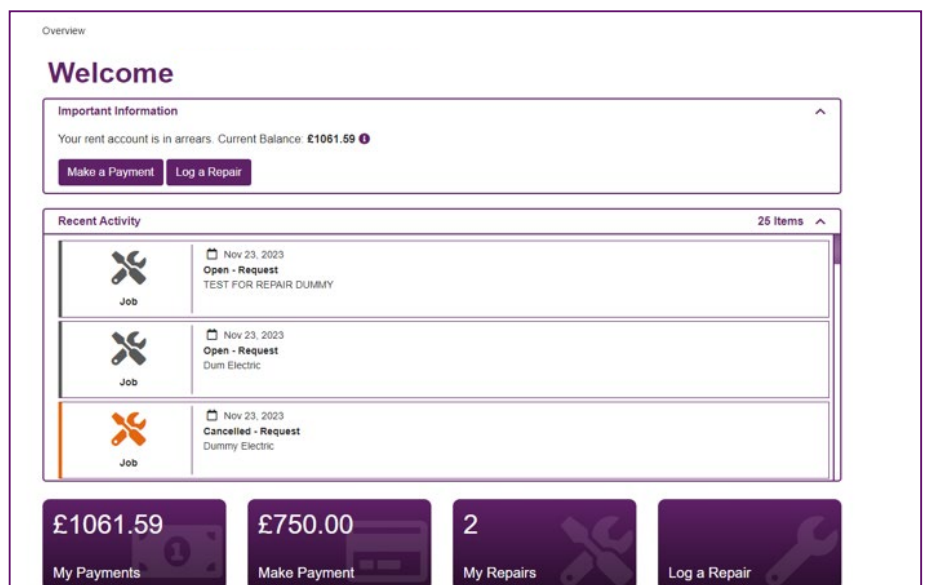 Overview
Welcome
Important Information
Your rent account is in arrears. Current Balance: £1061.59
Make a Payment Log a Repair
Recent Activity 25 Items
Nov 23, 2023
Open - Request
TEST FOR REPAIR DUMMY
Job
Nov 23, 2023
Open - Request
Dum Electric
Job
Nov 23, 2023
Cancelled - Request
Dummy Electric
Job
£1061.59 £750.00 2
My Payments Make Payment My Repairs Log a Repair